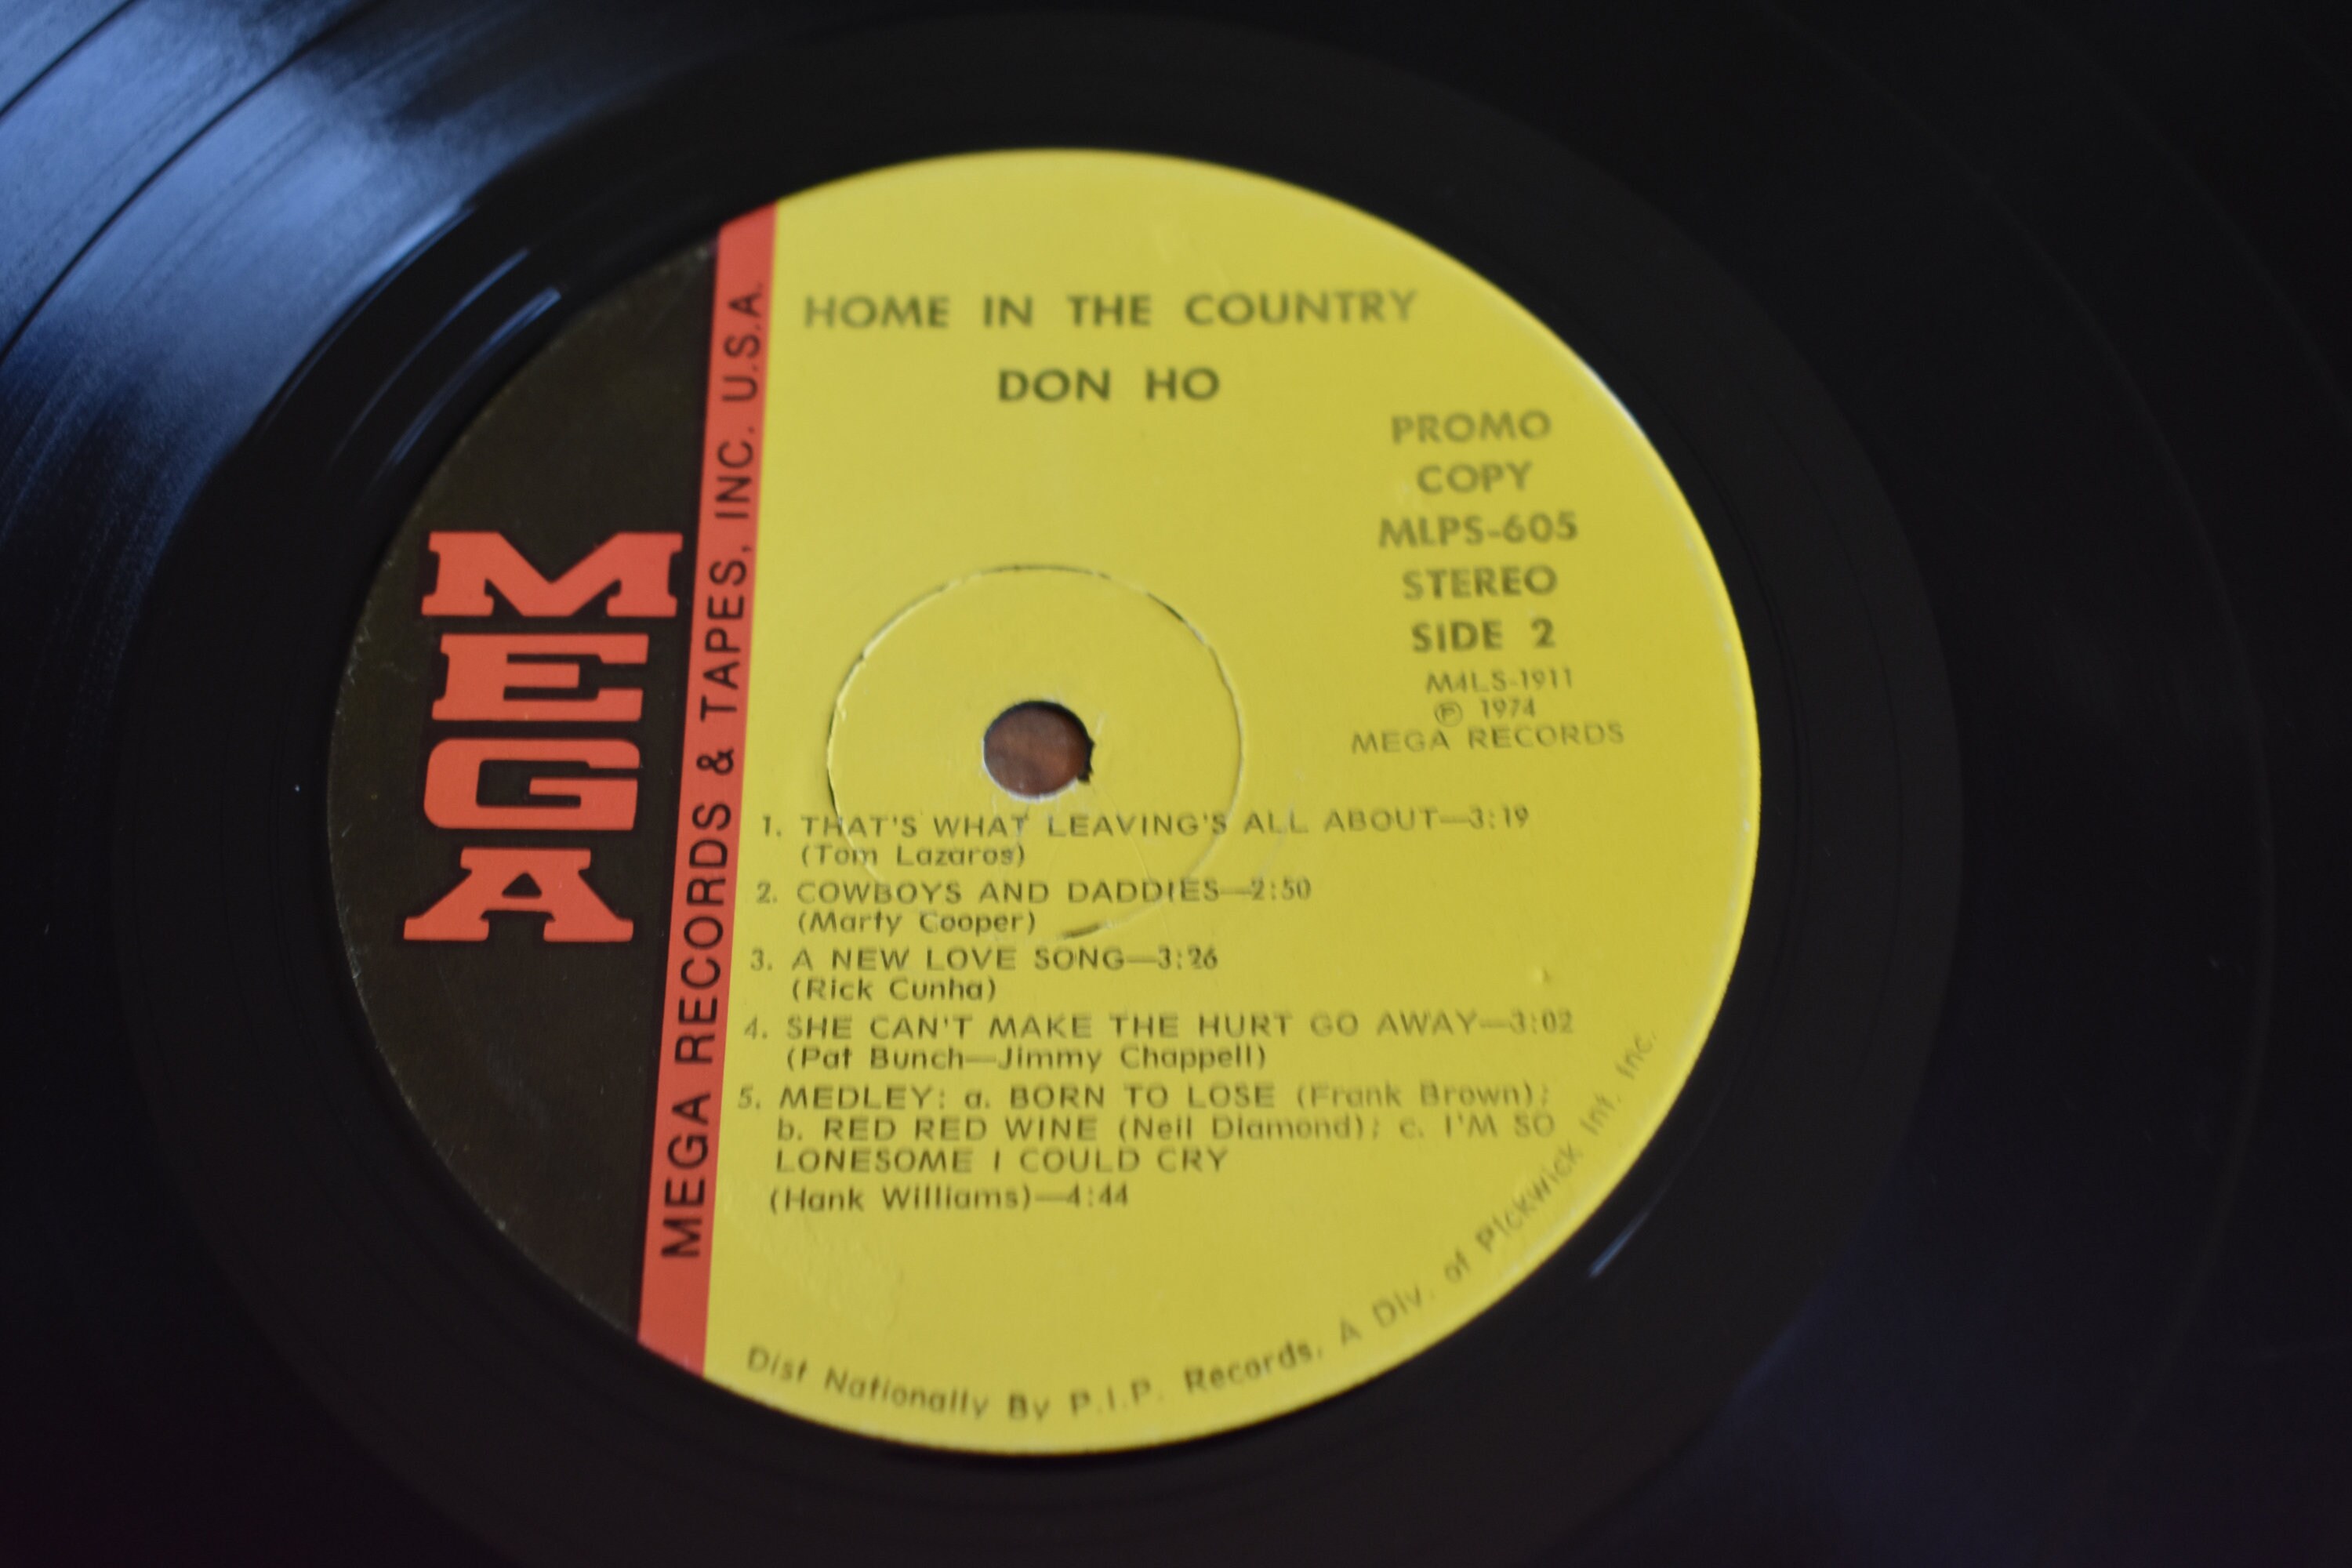 MEGA
MEGA RECORDS & TAPES, INC. U.S.A.
HOME IN THE COUNTRY
DON HO
PROMO
COPY
MLPS-605
STEREO
SIDE 2
M4LS-1911
Ⓟ 1974
MEGA RECORDS
1. THAT'S WHAT LEAVING'S ALL ABOUT—3:19
(Tom Lazaros)
2. COWBOYS AND DADDIES—2:50
(Marty Cooper)
3. A NEW LOVE SONG—3:26
(Rick Cunha)
4. SHE CAN'T MAKE THE HURT GO AWAY—3:02
(Pat Bunch—Jimmy Chappell)
5. MEDLEY: a. BORN TO LOSE (Frank Brown);
b. RED RED WINE (Neil Diamond); c. I'M SO
LONESOME I COULD CRY
(Hank Williams)—4:44
Dist Nationally By P.I.P. Records, A Div. of Pickwick Int. Inc.